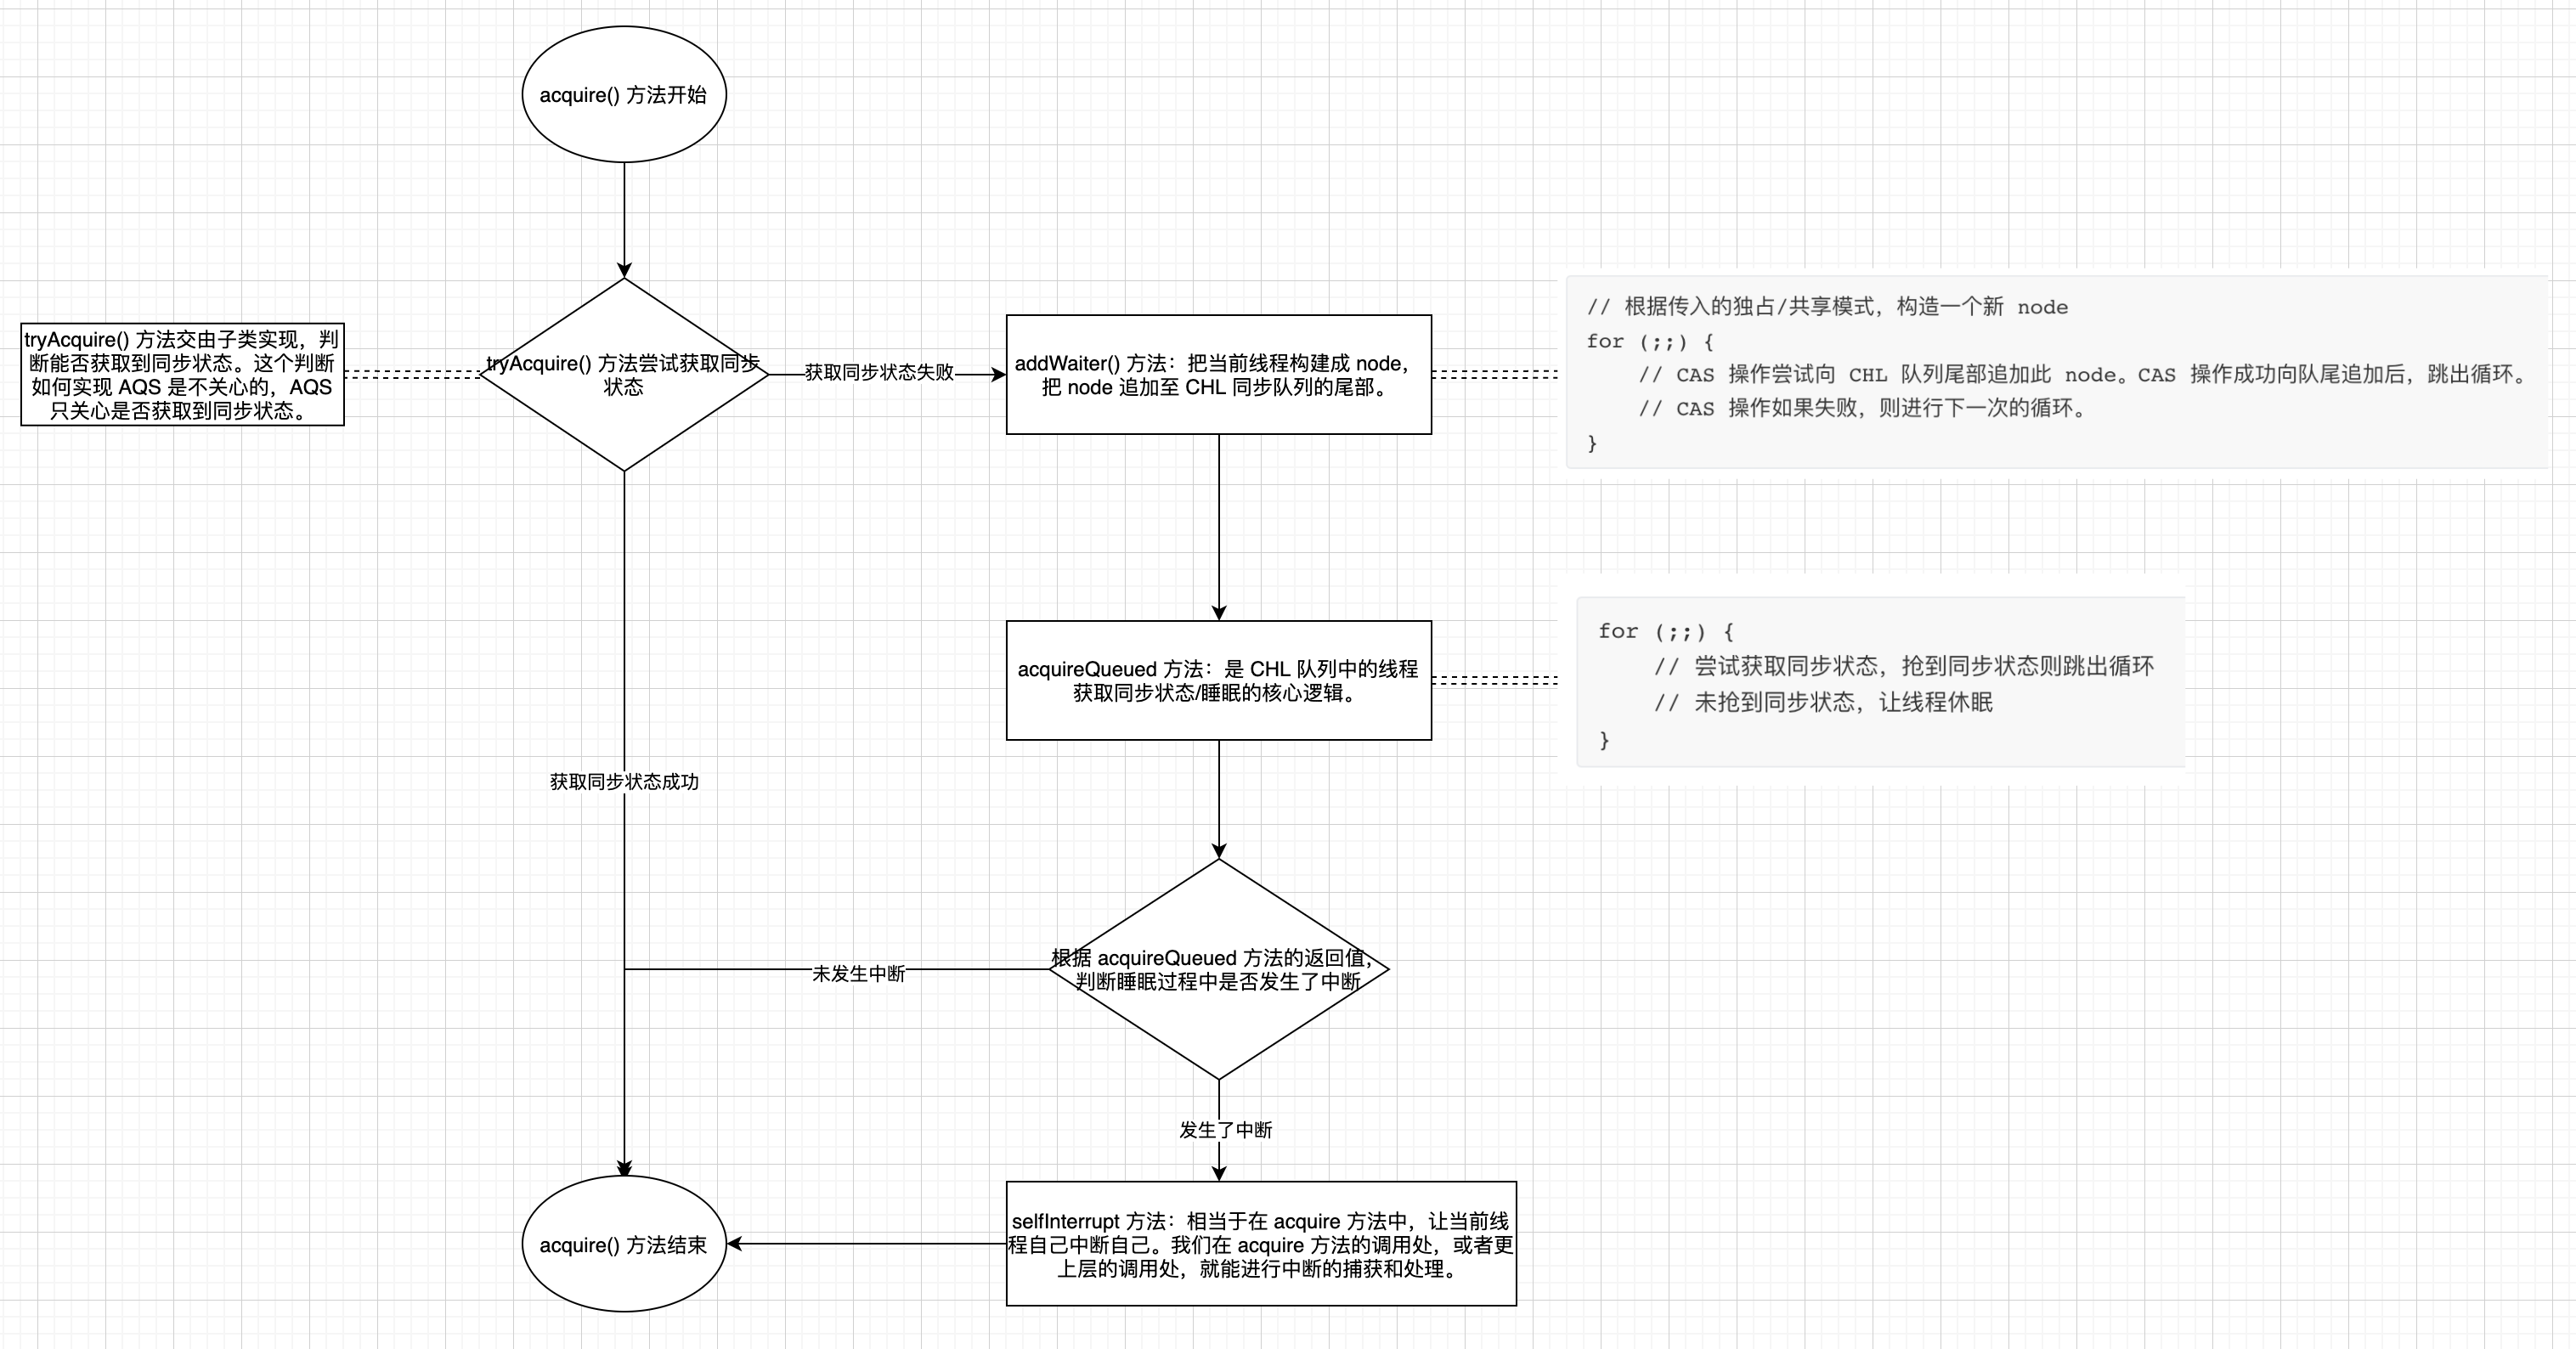 acquire() 方法开始
tryAcquire() 方法交由子类实现，判
断能否获取到同步状态。这个判断
如何实现 AQS 是不关心的，AQS
只关心是否获取到同步状态。
tryAcquire() 方法尝试获取同步
状态
获取同步状态失败
addWaiter() 方法：把当前线程构建成 node，
把 node 追加至 CHL 同步队列的尾部。
// 根据传入的独占/共享模式，构造一个新 node
for (;;) {
// CAS 操作尝试向 CHL 队列尾部追加此 node。CAS 操作成功向队尾追加后，跳出循环。
// CAS 操作如果失败，则进行下一次的循环。
}
acquireQueued 方法：是 CHL 队列中的线程
获取同步状态/睡眠的核心逻辑。
for (;;) {
// 尝试获取同步状态，抢到同步状态则跳出循环
// 未抢到同步状态，让线程休眠
}
获取同步状态成功
根据 acquireQueued 方法的返回值，
判断睡眠过程中是否发生了中断
未发生中断
发生了中断
selfInterrupt 方法：相当于在 acquire 方法中，让当前线
程自己中断自己。我们在 acquire 方法的调用处，或者更
上层的调用处，就能进行中断的捕获和处理。
acquire() 方法结束